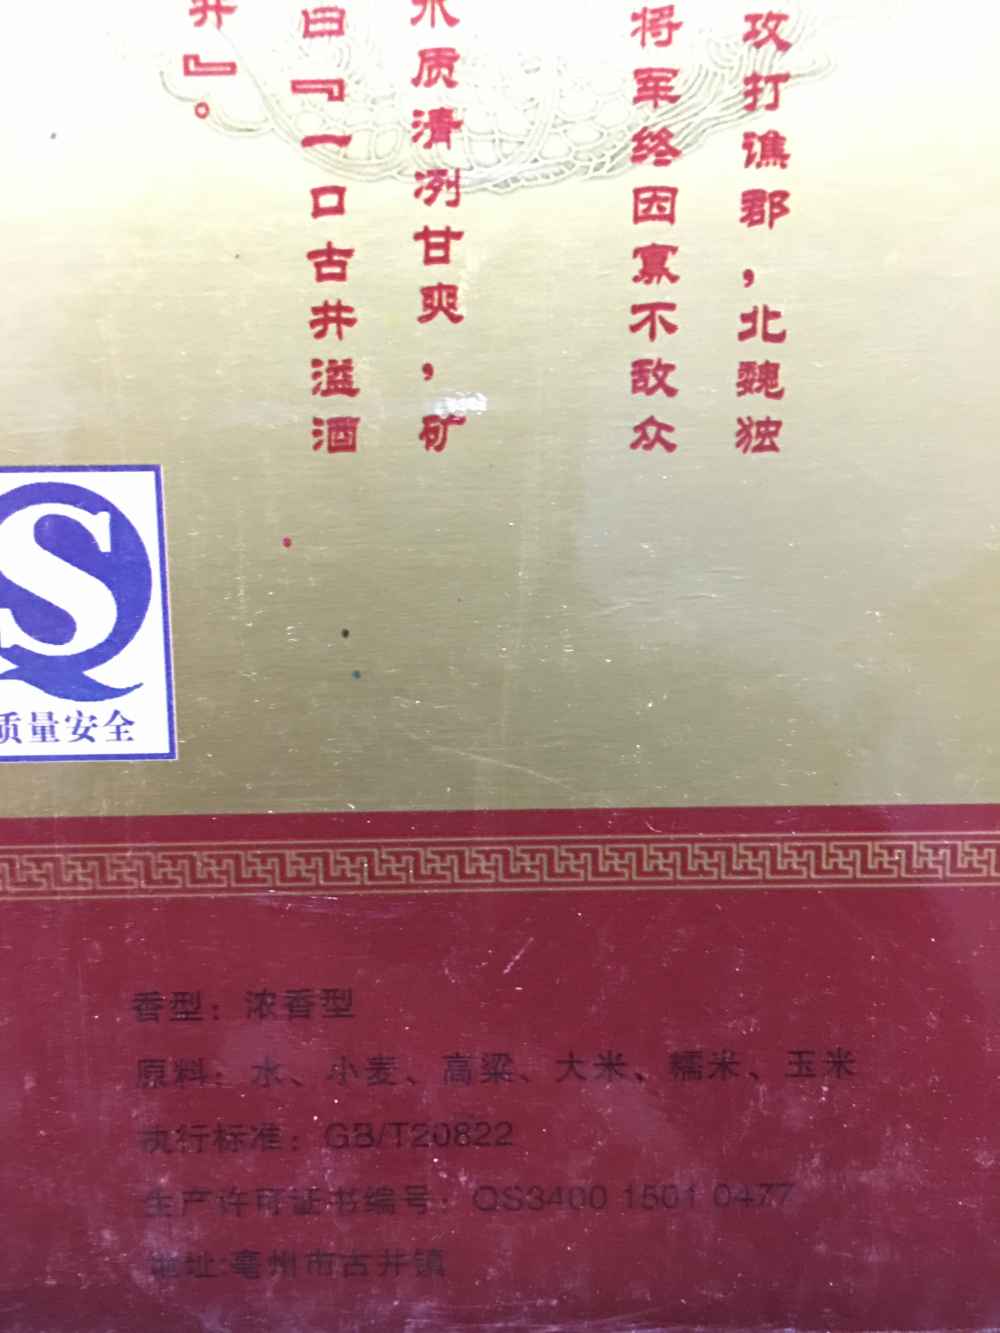 攻打谯郡，北魏独
将军终因寡不敌众
水质清冽甘爽，矿
曰『一口古井溢酒
井』。
质量安全
香型：浓香型
原料：水、小麦、高粱、大米、糯米、玉米
执行标准：GB/T20822
生产许可证书编号：QS3400 1501 0477
地址:亳州市古井镇